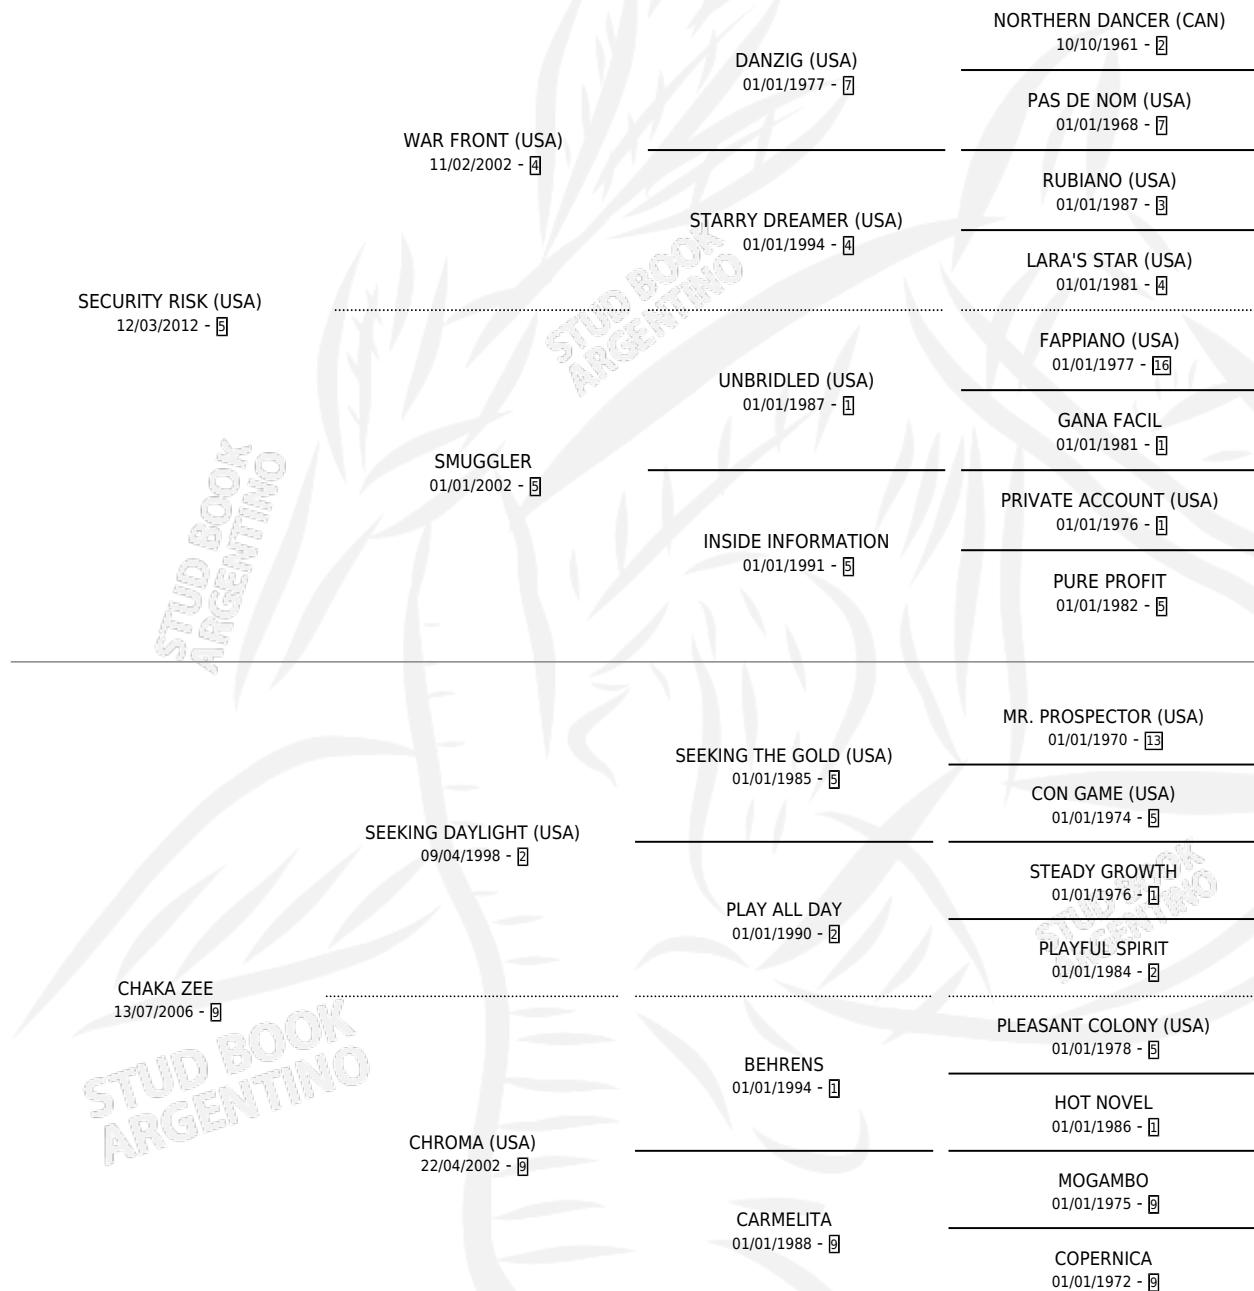 NORTHERN DANCER (CAN)
10/10/1961 - 2
DANZIG (USA)
01/01/1977 - 7
PAS DE NOM (USA)
01/01/1968 - 7
WAR FRONT (USA)
11/02/2002 - 4
RUBIANO (USA)
01/01/1987 - 3
STARRY DREAMER (USA)
01/01/1994 - 4
LARA'S STAR (USA)
01/01/1981 - 4
SECURITY RISK (USA)
12/03/2012 - 5
FAPPIANO (USA)
01/01/1977 - 16
UNBRIDLED (USA)
01/01/1987 - 1
GANA FACIL
01/01/1981 - 1
SMUGGLER
01/01/2002 - 5
PRIVATE ACCOUNT (USA)
01/01/1976 - 1
INSIDE INFORMATION
01/01/1991 - 5
PURE PROFIT
01/01/1982 - 5
STUD BOOK
ARGENTINO
STUD BOOK
ARGENTINO
MR. PROSPECTOR (USA)
01/01/1970 - 13
SEEKING THE GOLD (USA)
01/01/1985 - 5
CON GAME (USA)
01/01/1974 - 5
SEEKING DAYLIGHT (USA)
09/04/1998 - 2
STEADY GROWTH
01/01/1976 - 1
PLAY ALL DAY
01/01/1990 - 2
PLAYFUL SPIRIT
01/01/1984 - 2
STUD BOOK
ARGENTINO
CHAKA ZEE
13/07/2006 - 9
PLEASANT COLONY (USA)
01/01/1978 - 5
BEHRENS
01/01/1994 - 1
HOT NOVEL
01/01/1986 - 1
STUD BOOK
ARGENTINO
CHROMA (USA)
22/04/2002 - 9
MOGAMBO
01/01/1975 - 9
CARMELITA
01/01/1988 - 9
COPERNICA
01/01/1972 - 9